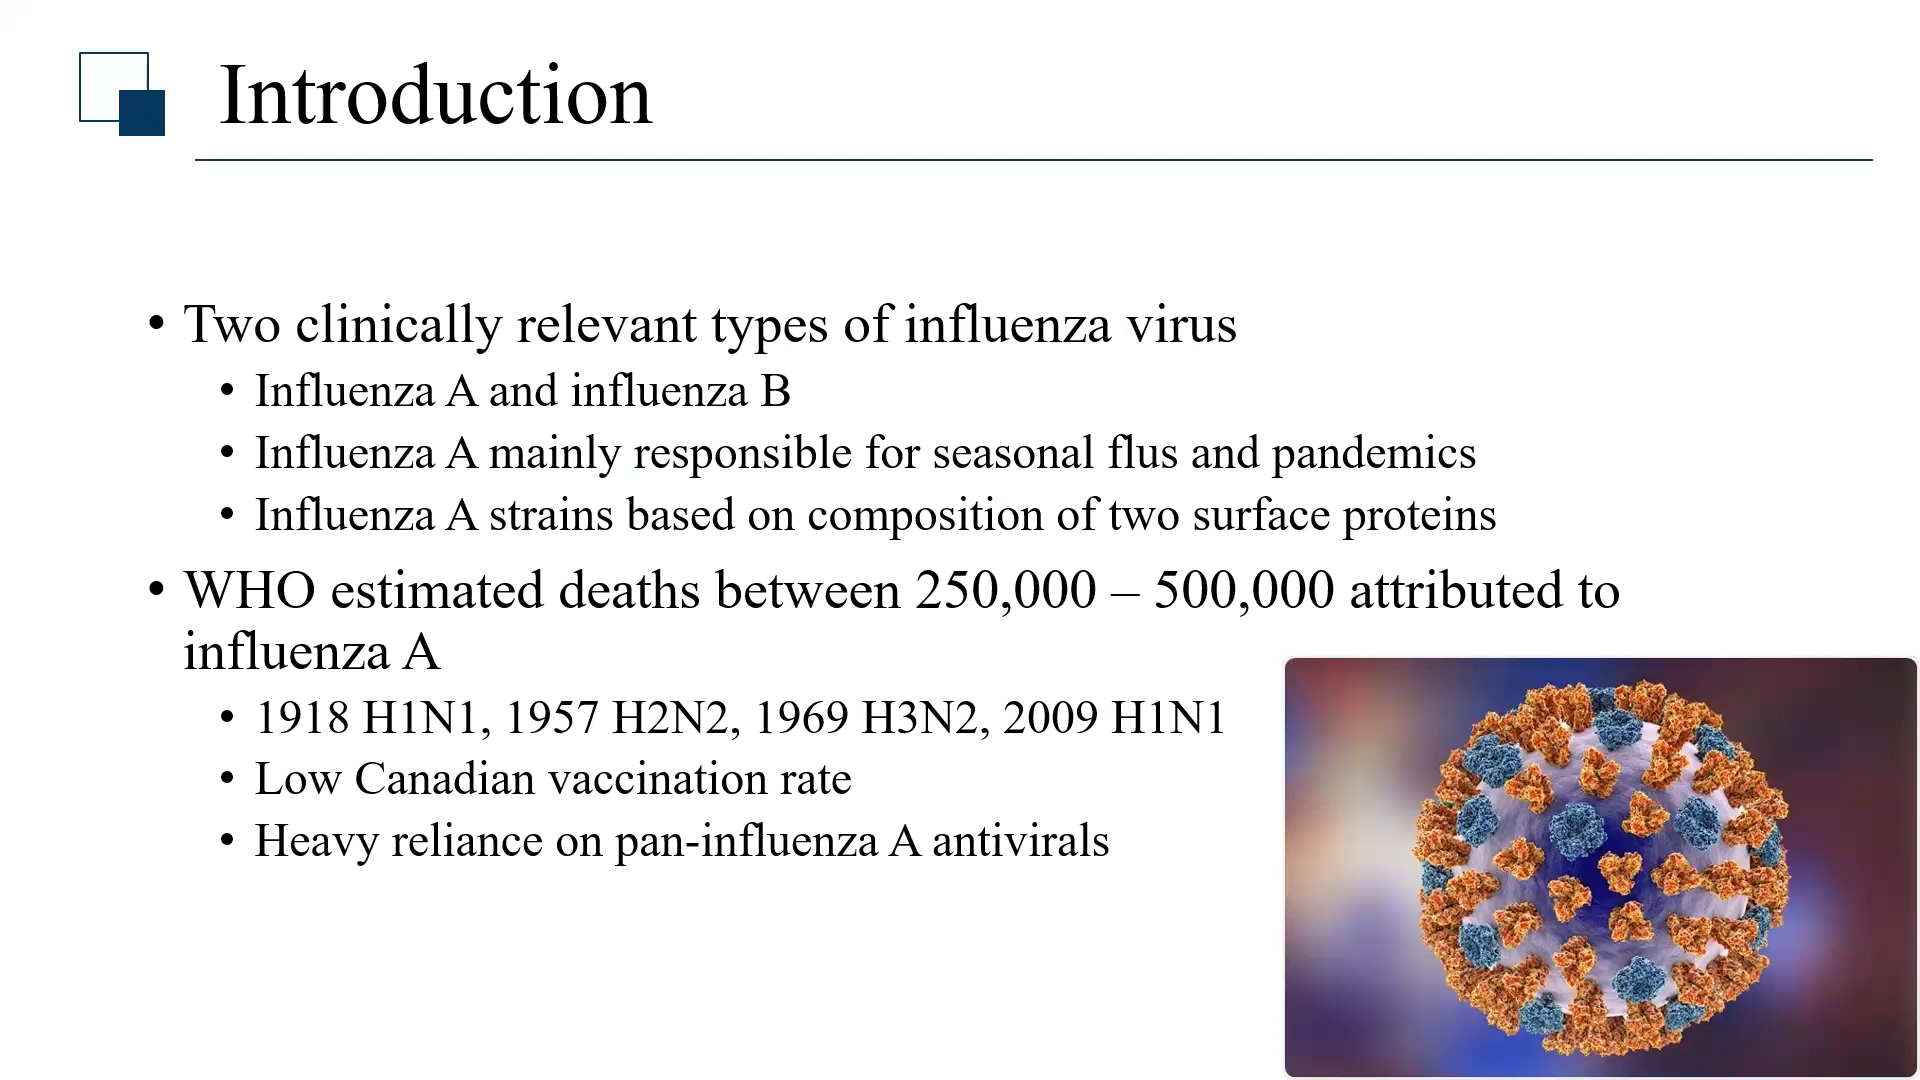 Introduction
• Two clinically relevant types of influenza virus
• Influenza A and influenza B
• Influenza A mainly responsible for seasonal flus and pandemics
• Influenza A strains based on composition of two surface proteins
• WHO estimated deaths between 250,000 – 500,000 attributed to
influenza A
• 1918 H1N1, 1957 H2N2, 1969 H3N2, 2009 H1N1
• Low Canadian vaccination rate
• Heavy reliance on pan-influenza A antivirals